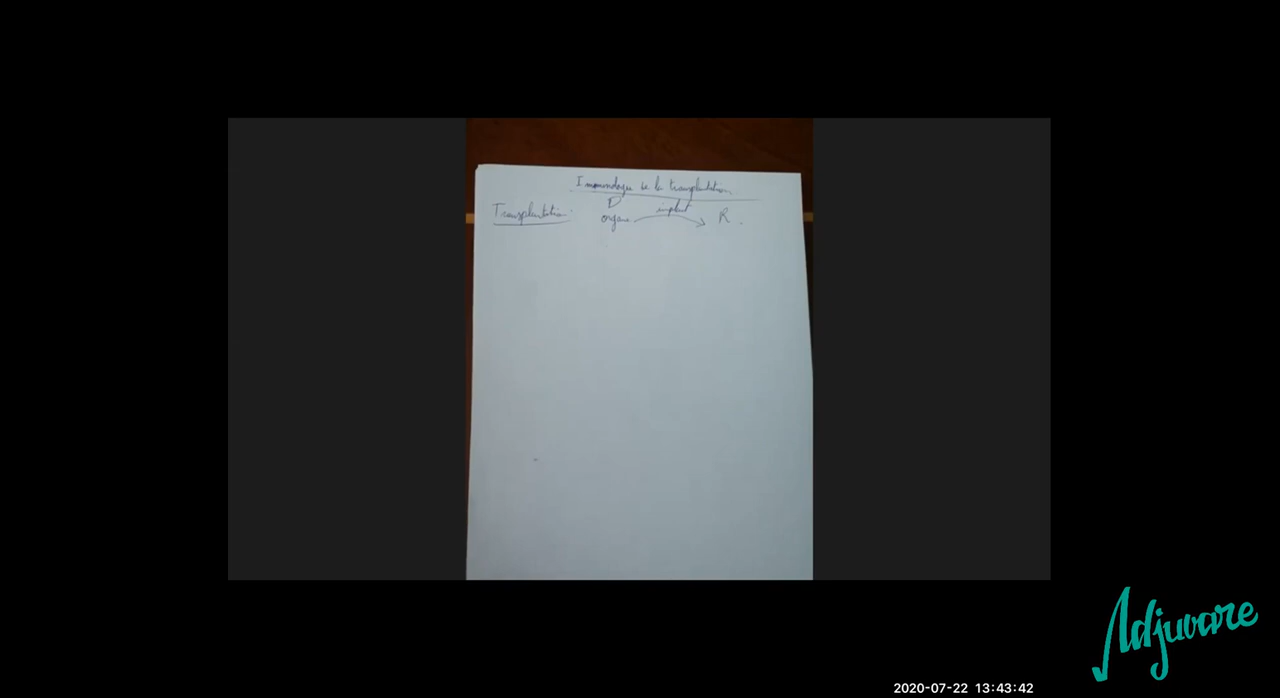 Immunologie de la transplantation
D
Transplantation: organe implant R.
Adjuvare
2020-07-22 13:43:42